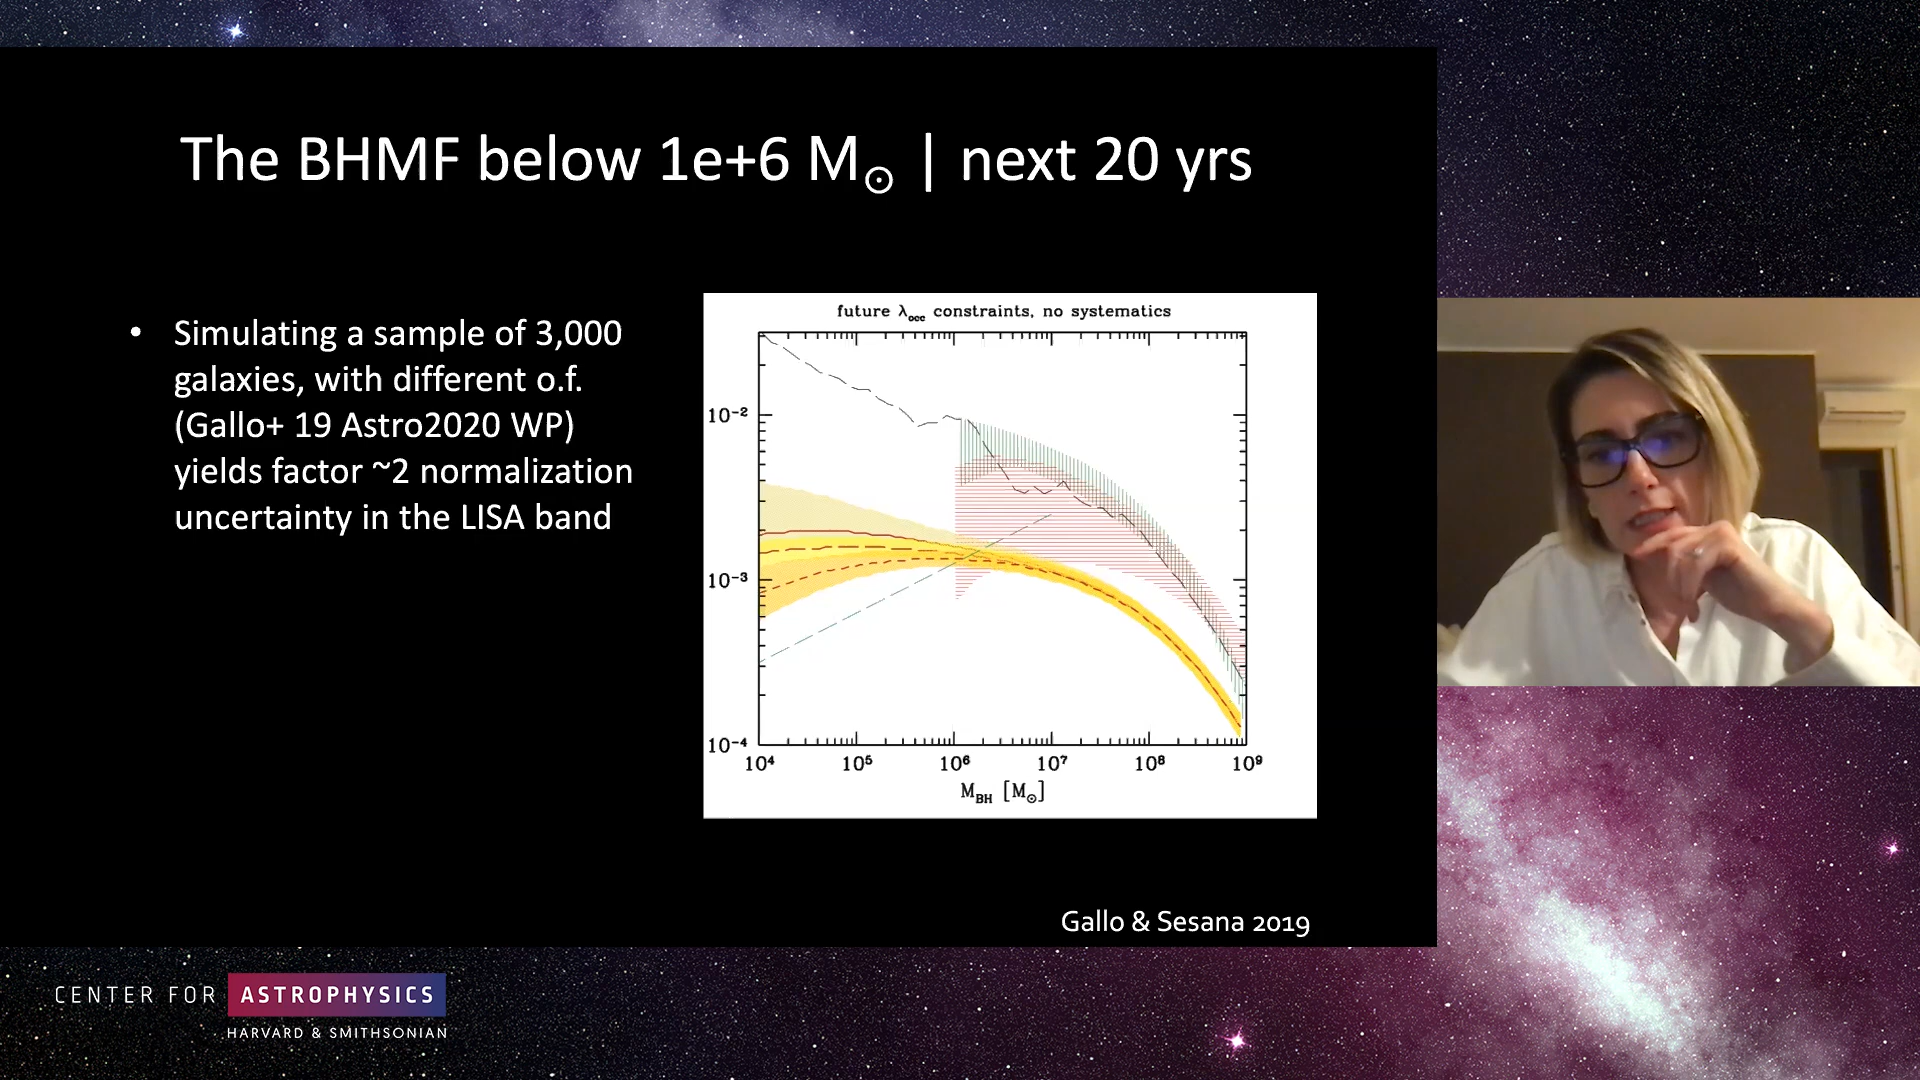 The BHMF below 1e+6 M⊙ | next 20 yrs
• Simulating a sample of 3,000
galaxies, with different o.f.
(Gallo+ 19 Astro2020 WP)
yields factor ~2 normalization
uncertainty in the LISA band
future λocc constraints, no systematics
10⁻²
10⁻³
10⁻⁴
10⁴ 10⁵ 10⁶ 10⁷ 10⁸ 10⁹
MBH [M⊙]
Gallo & Sesana 2019
CENTER FOR ASTROPHYSICS
HARVARD & SMITHSONIAN